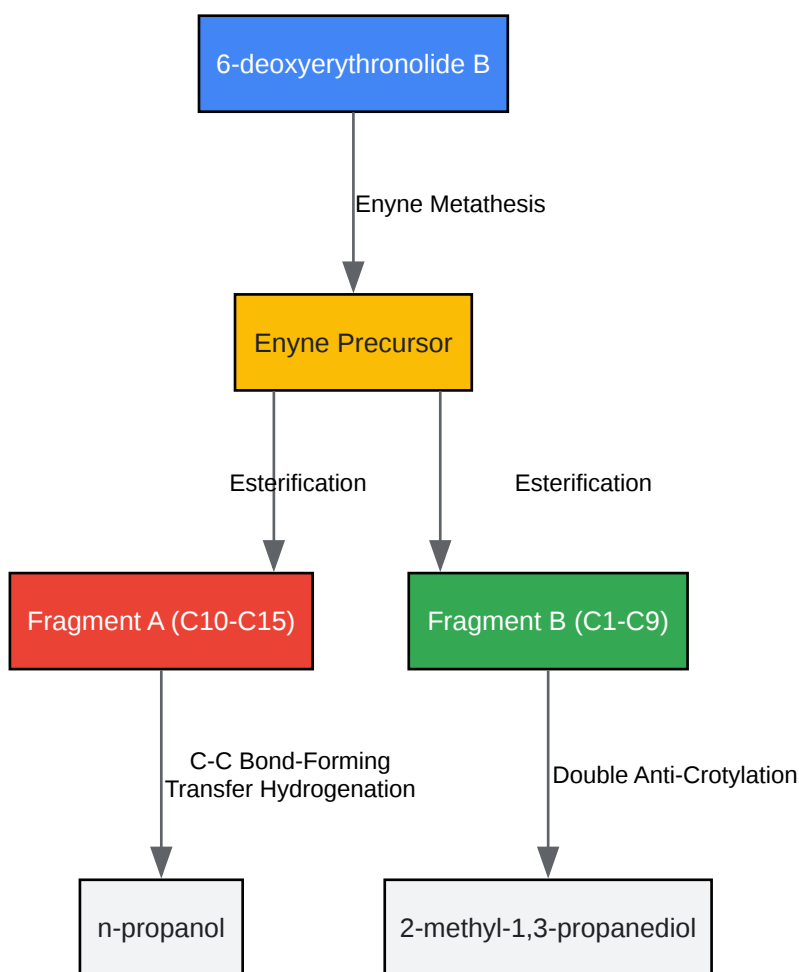 6-deoxyerythronolide B
Enyne Metathesis
Enyne Precursor
Esterification
Esterification
Fragment A (C10-C15)
Fragment B (C1-C9)
C-C Bond-Forming
Transfer Hydrogenation
Double Anti-Crotylation
n-propanol
2-methyl-1,3-propanediol